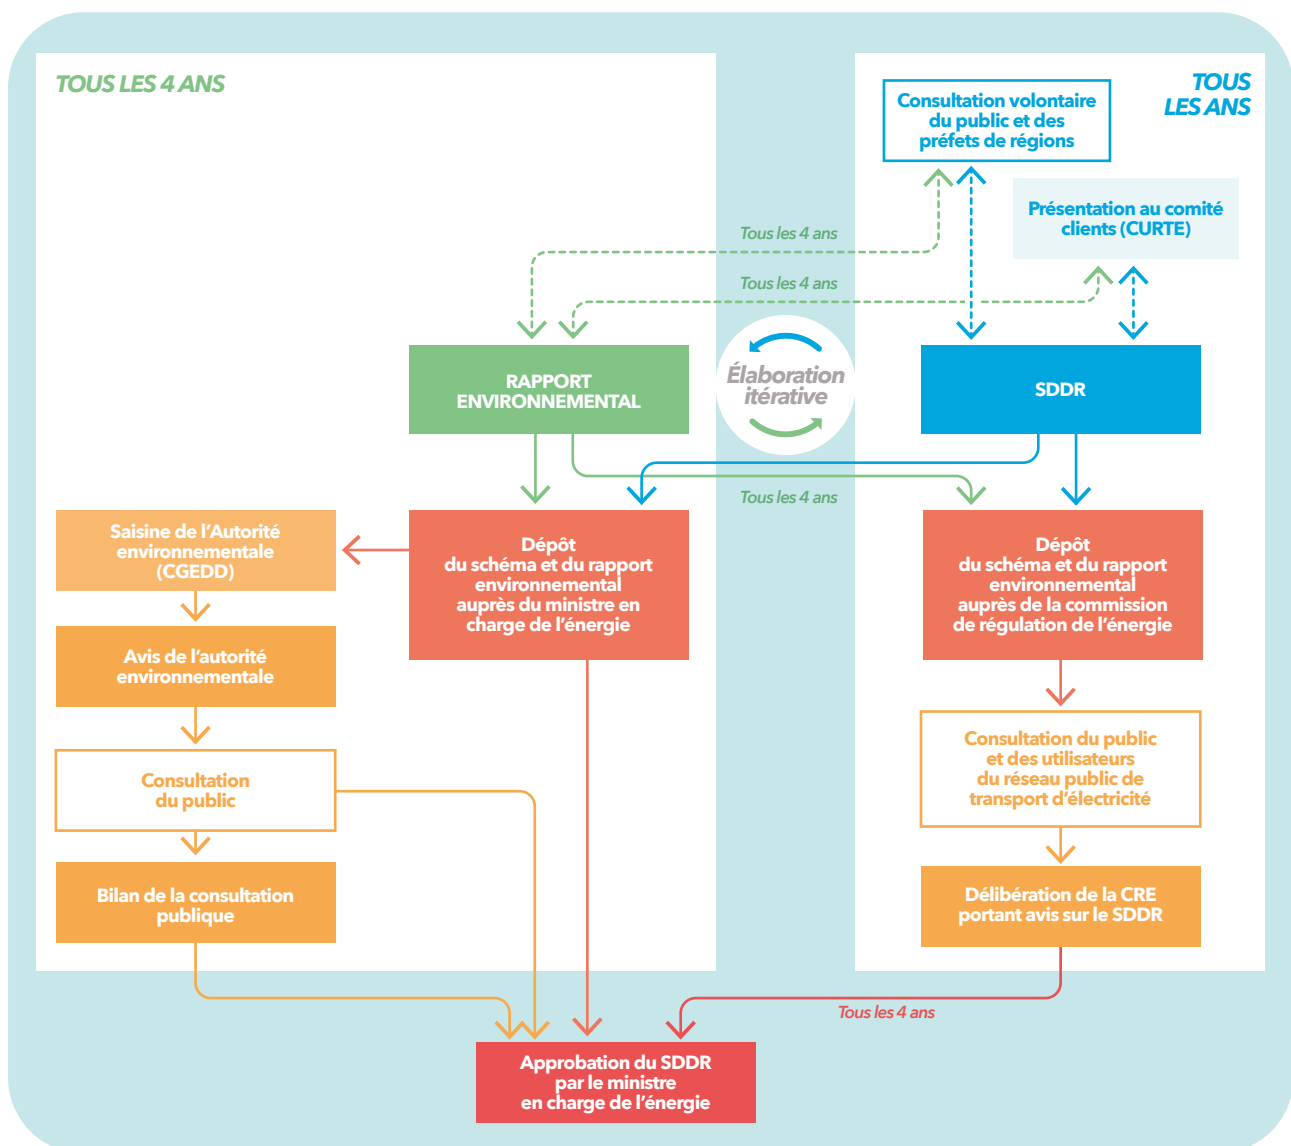 TOUS LES 4 ANS
TOUS
LES ANS
Consultation volontaire
du public et des
préfets de régions
Présentation au comité
clients (CURTE)
Tous les 4 ans
Tous les 4 ans
RAPPORT
ENVIRONNEMENTAL
Élaboration
itérative
SDDR
Tous les 4 ans
Saisine de l'Autorité
environnementale
(CGEDD)
Dépôt
du schéma et du rapport
environnemental
auprès du ministre en
charge de l'énergie
Dépôt
du schéma et du rapport
environnemental
auprès de la commission
de régulation de l'énergie
Avis de l'autorité
environnementale
Consultation
du public
Consultation du public
et des utilisateurs
du réseau public de
transport d'électricité
Bilan de la consultation
publique
Délibération de la CRE
portant avis sur le SDDR
Tous les 4 ans
Approbation du SDDR
par le ministre
en charge de l'énergie